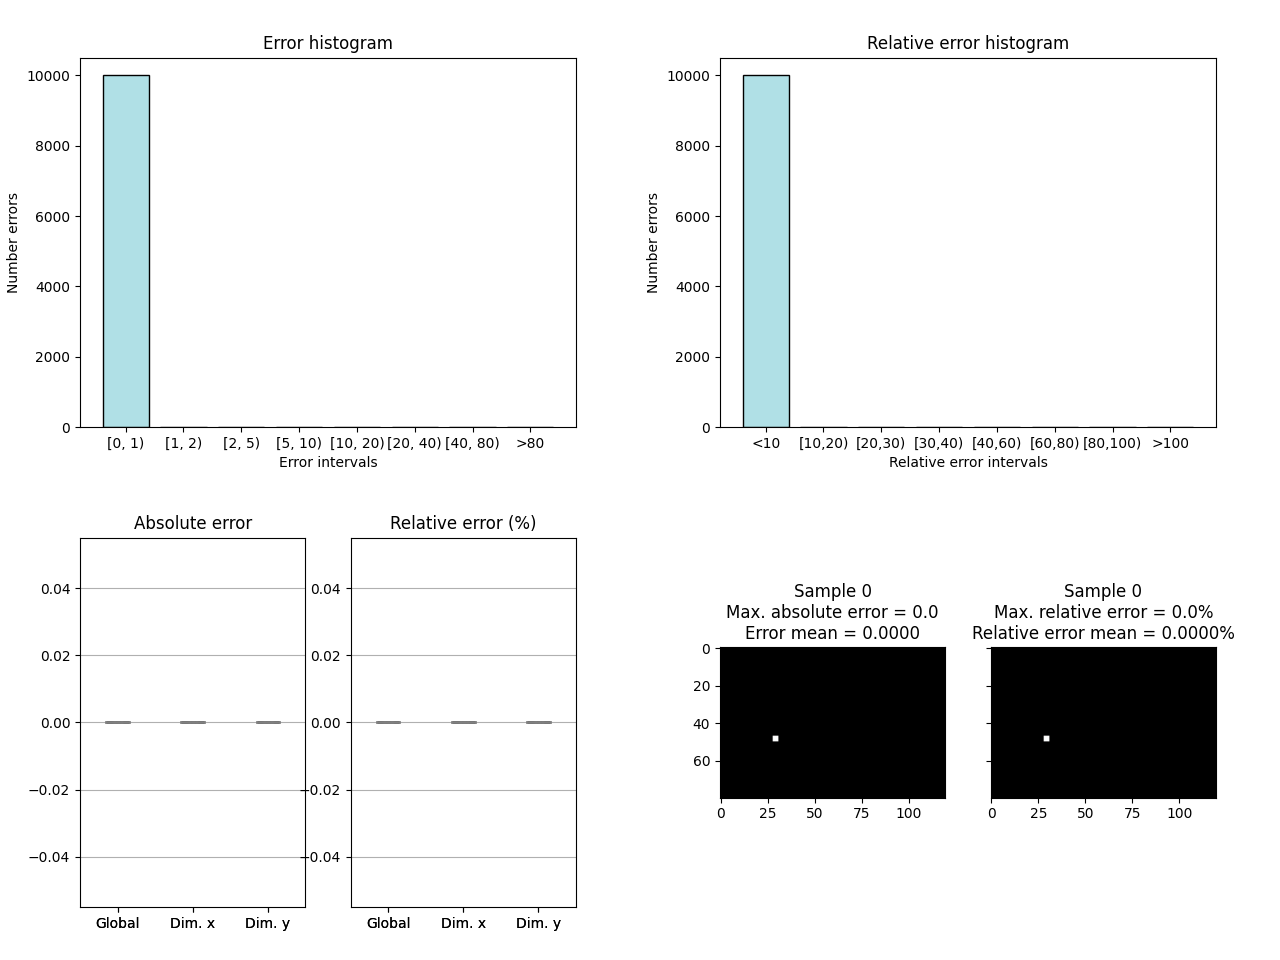 Error histogram
Number errors
10000
8000
6000
4000
2000
0
[0, 1) [1, 2) [2, 5) [5, 10) [10, 20) [20, 40) [40, 80) >80
Error intervals
Relative error histogram
Number errors
10000
8000
6000
4000
2000
0
<10 [10,20) [20,30) [30,40) [40,60) [60,80) [80,100) >100
Relative error intervals
Absolute error
0.04
0.02
0.00
−0.02
−0.04
Global Dim. x Dim. y
Relative error (%)
0.04
0.02
0.00
−0.02
−0.04
Global Dim. x Dim. y
Sample 0
Max. absolute error = 0.0
Error mean = 0.0000
0
20
40
60
0 25 50 75 100
Sample 0
Max. relative error = 0.0%
Relative error mean = 0.0000%
0 25 50 75 100